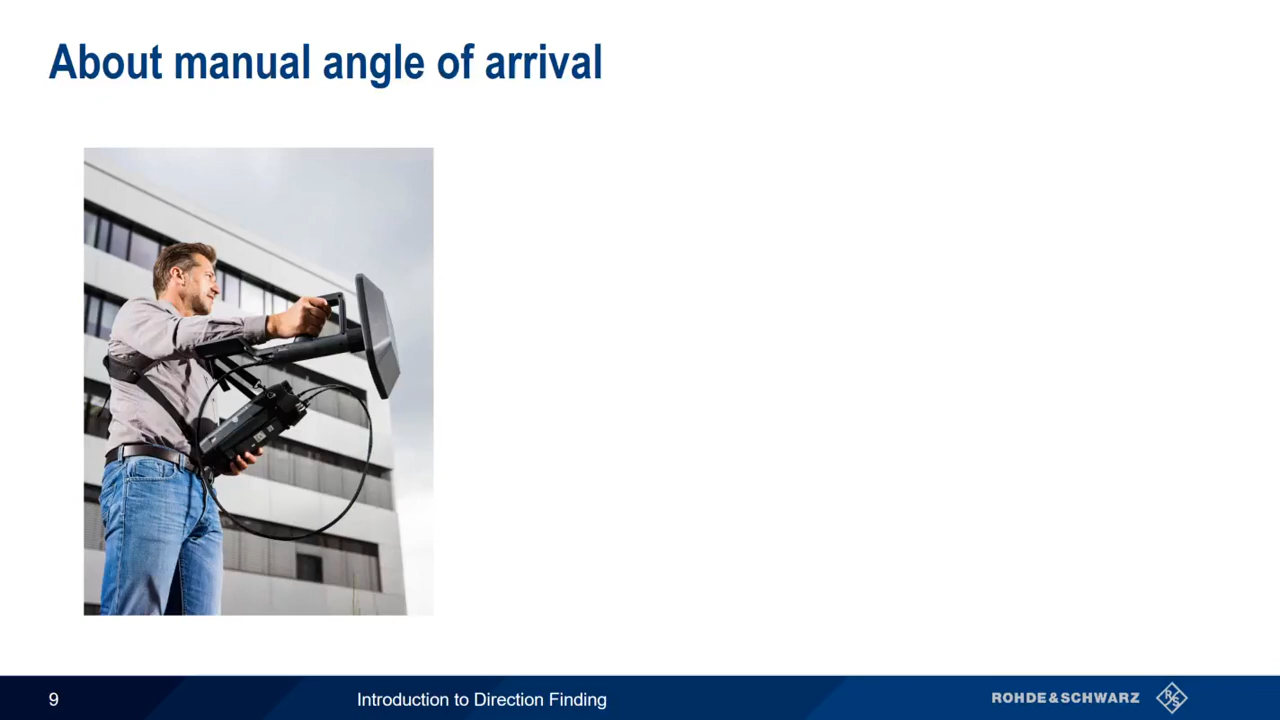 About manual angle of arrival
9
Introduction to Direction Finding
ROHDE & SCHWARZ
R S